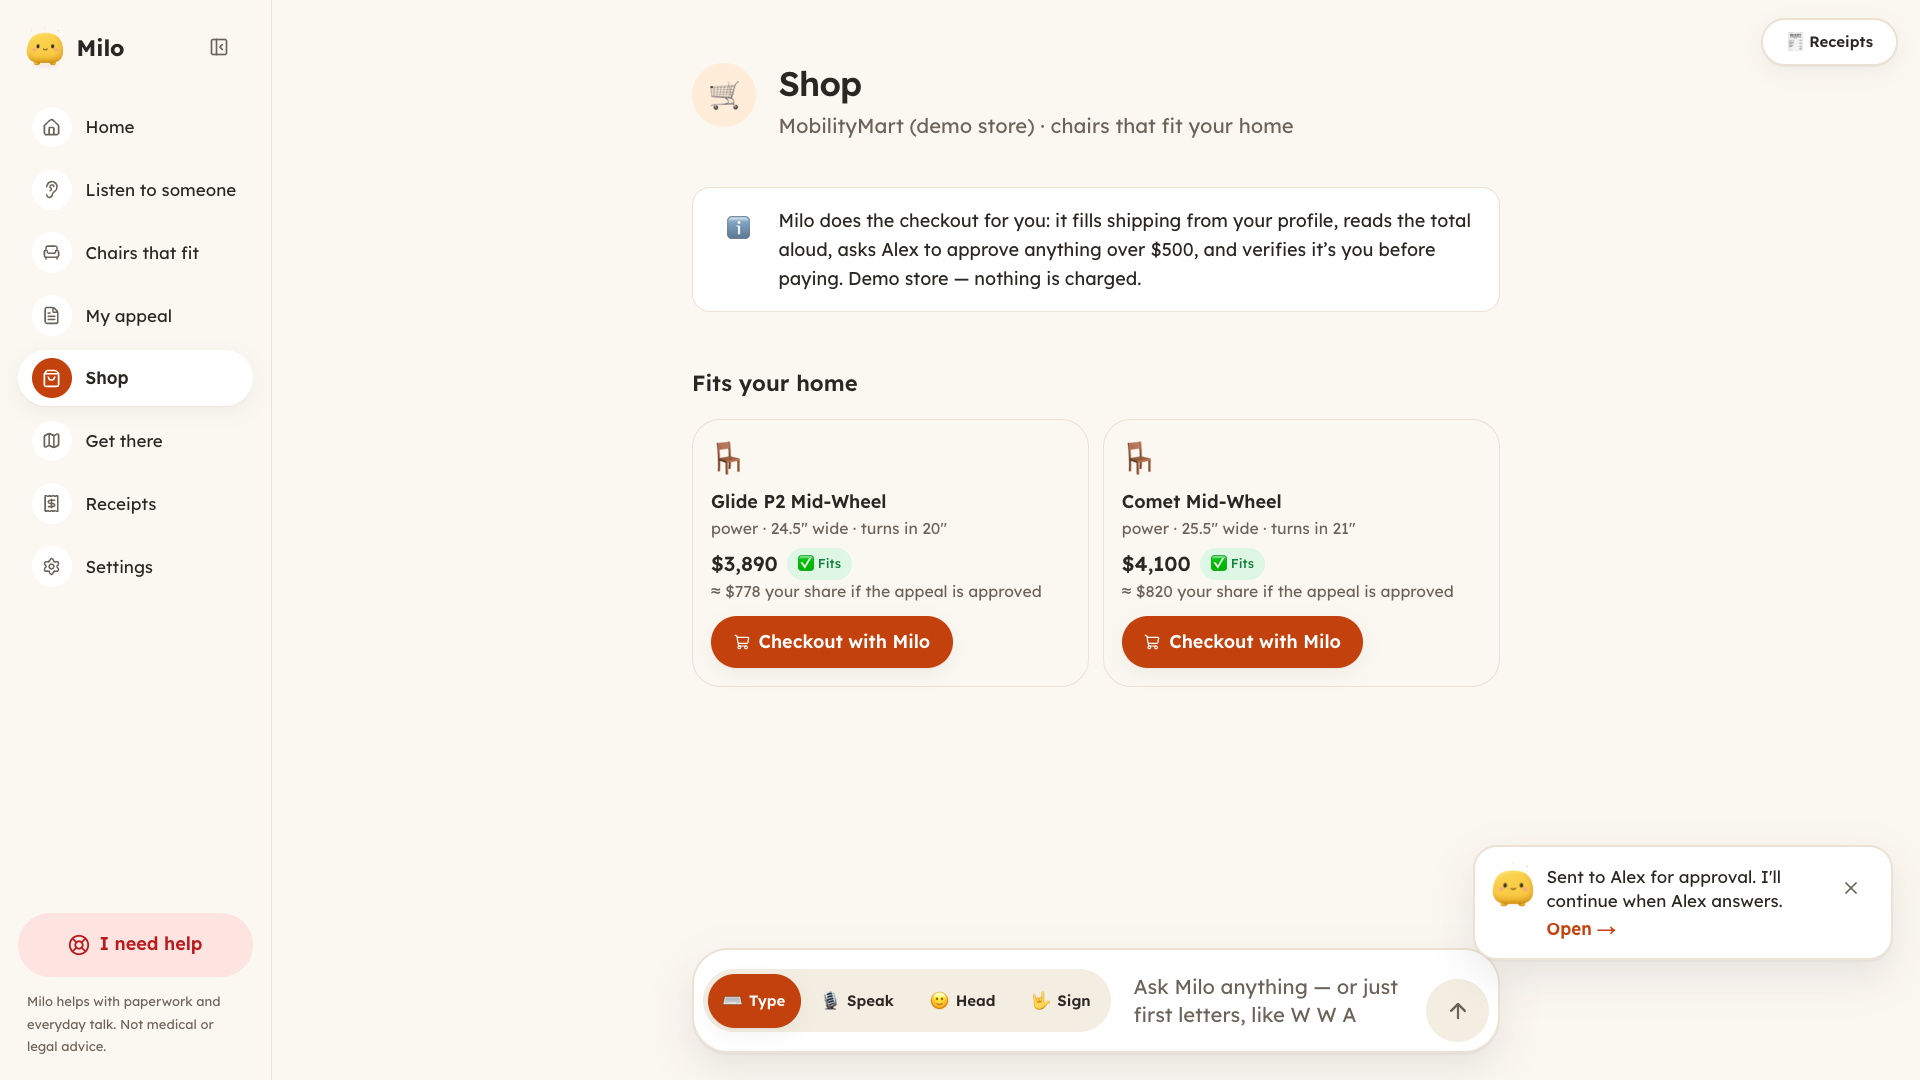 Milo
Home
Listen to someone
Chairs that fit
My appeal
Shop
Get there
Receipts
Settings
I need help
Milo helps with paperwork and
everyday talk. Not medical or
legal advice.
Receipts
Shop
MobilityMart (demo store) · chairs that fit your home
Milo does the checkout for you: it fills shipping from your profile, reads the total
aloud, asks Alex to approve anything over $500, and verifies it’s you before
paying. Demo store — nothing is charged.
Fits your home
Glide P2 Mid-Wheel
power · 24.5″ wide · turns in 20″
$3,890 ✅ Fits
≈ $778 your share if the appeal is approved
Checkout with Milo
Comet Mid-Wheel
power · 25.5″ wide · turns in 21″
$4,100 ✅ Fits
≈ $820 your share if the appeal is approved
Checkout with Milo
Sent to Alex for approval. I'll
continue when Alex answers.
Open →
Type Speak Head Sign
Ask Milo anything — or just
first letters, like W W A